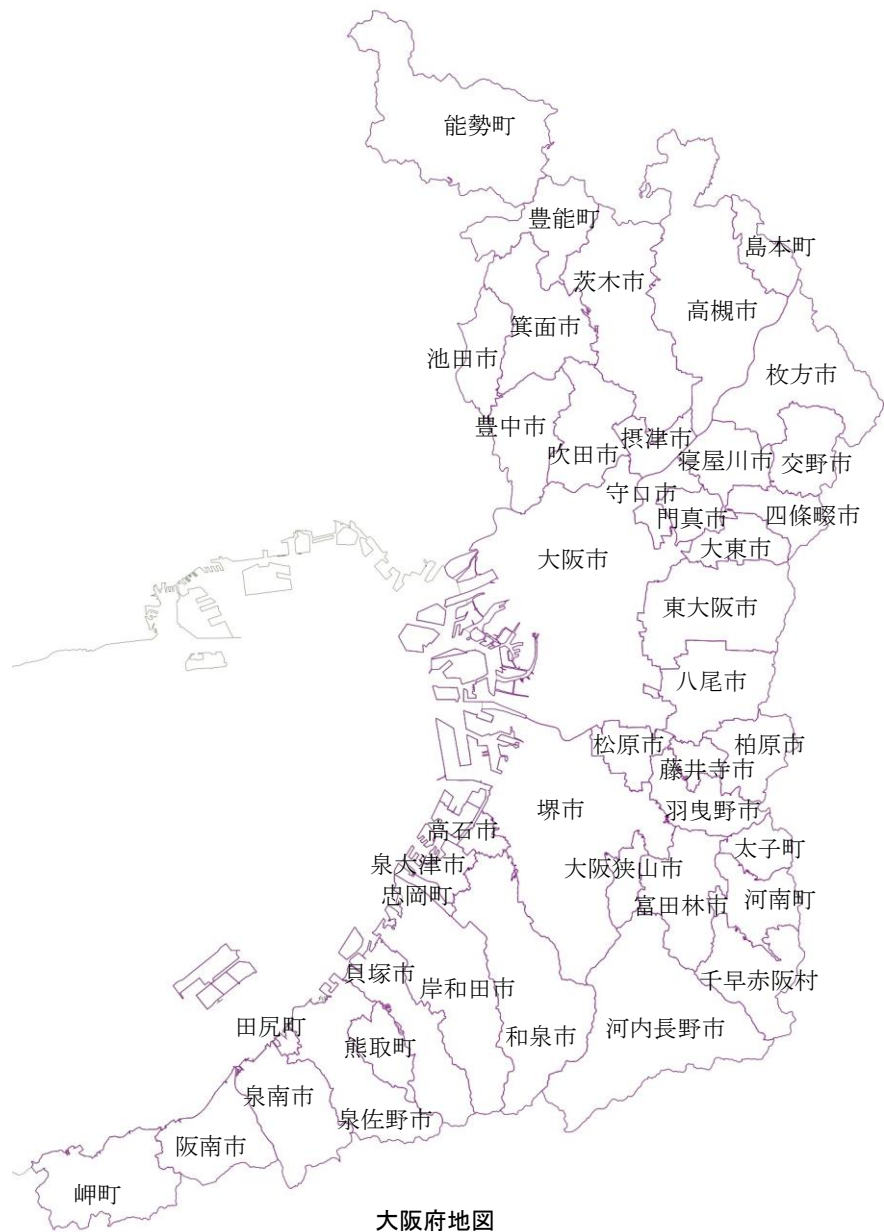 能勢町
豊能町
島本町
茨木市
高槻市
箕面市
池田市
枚方市
豊中市
摂津市
吹田市
寝屋川市
交野市
守口市
門真市
四條畷市
大東市
大阪市
東大阪市
八尾市
松原市
柏原市
藤井寺市
羽曳野市
堺市
高石市
太子町
泉大津市
大阪狭山市
忠岡町
富田林市
河南町
貝塚市
岸和田市
千早赤阪村
田尻町
和泉市
河内長野市
熊取町
泉南市
泉佐野市
阪南市
岬町
大阪府地図